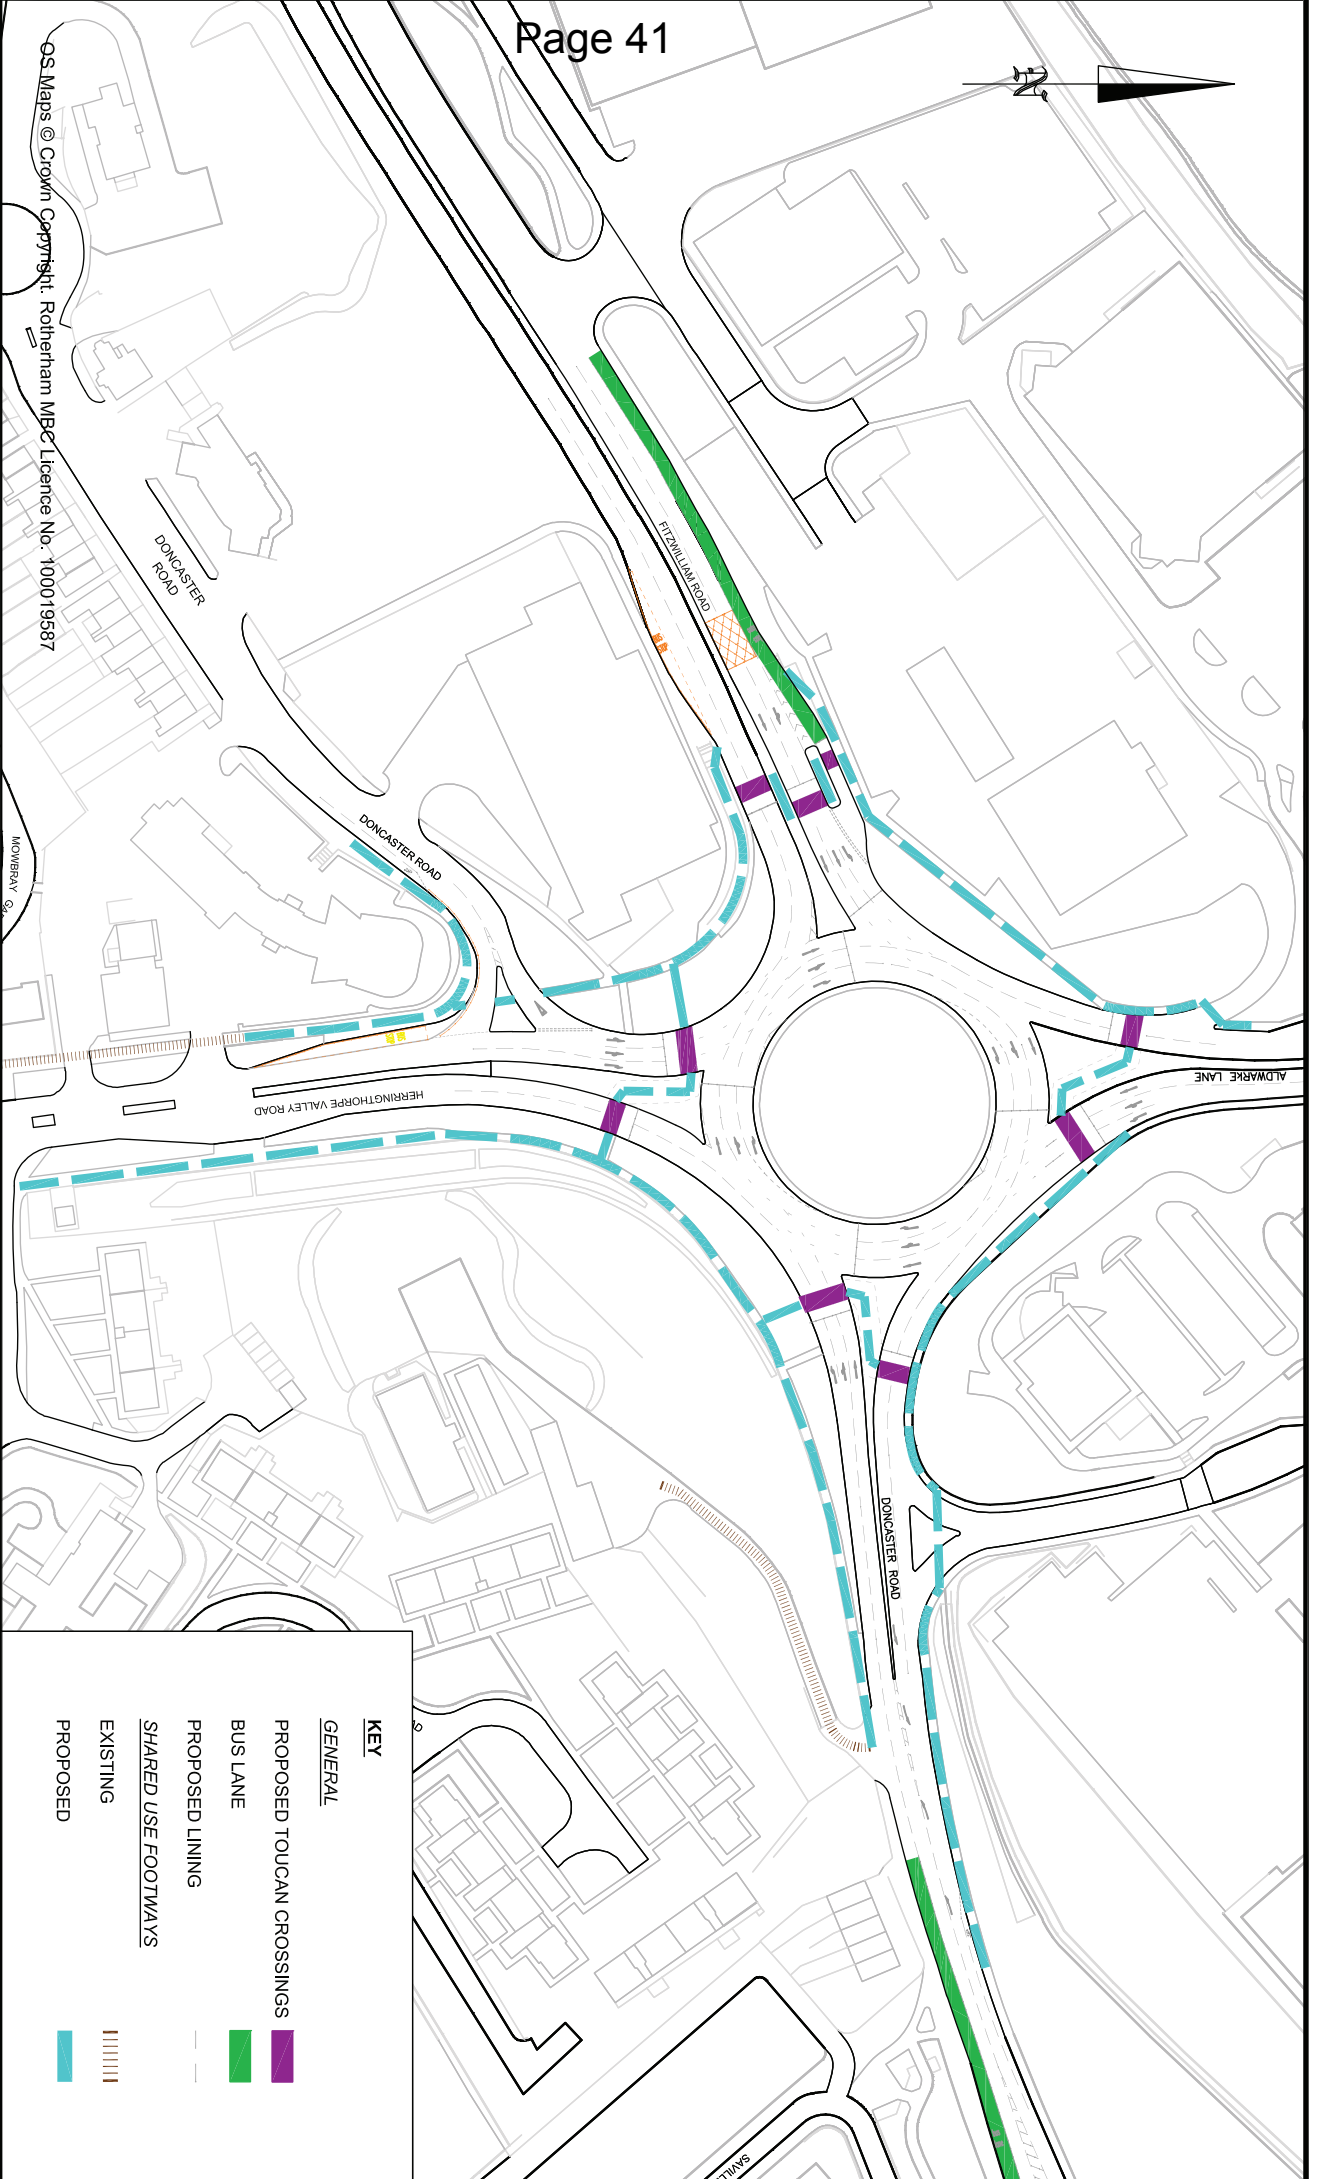 Page 41
N
OS Maps © Crown Copyright. Rotherham MBC Licence No. 100019587
FITZWILLIAM ROAD
DONCASTER
ROAD
DONCASTER ROAD
MOWBRAY
HERRINGTHORPE VALLEY ROAD
ALDWARKE LANE
DONCASTER ROAD
KEY
GENERAL
PROPOSED TOUCAN CROSSINGS
BUS LANE
PROPOSED LINING
SHARED USE FOOTWAYS
EXISTING
PROPOSED